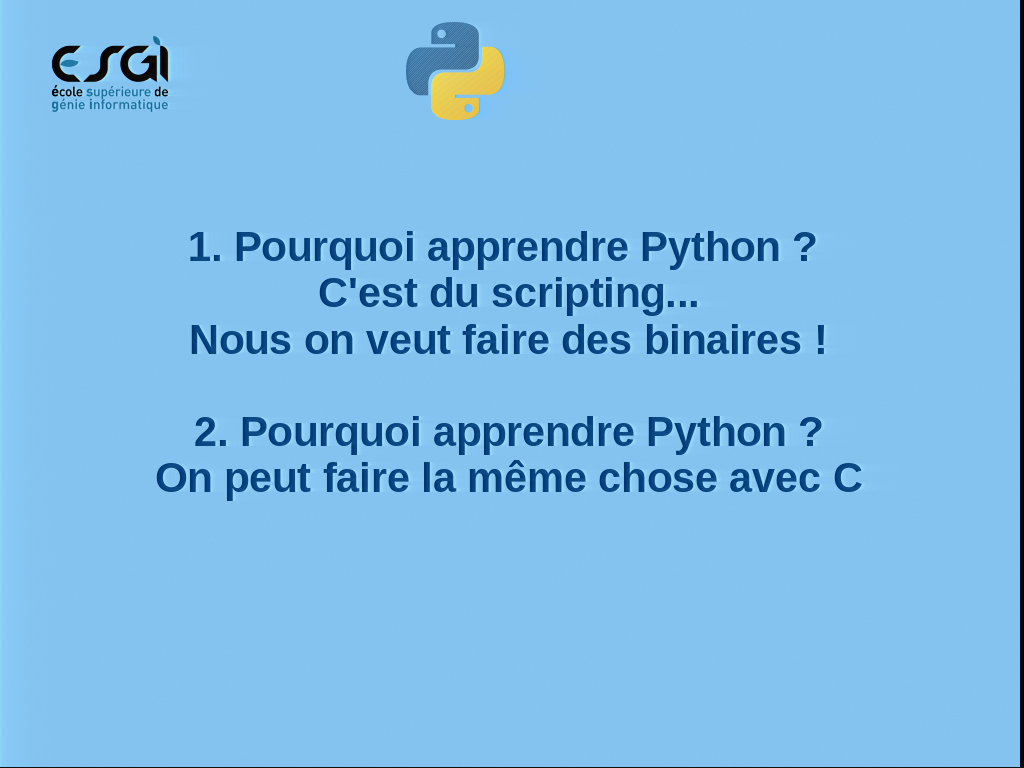 ESGI
école supérieure de
génie informatique
1. Pourquoi apprendre Python ?
C'est du scripting...
Nous on veut faire des binaires !
2. Pourquoi apprendre Python ?
On peut faire la même chose avec C